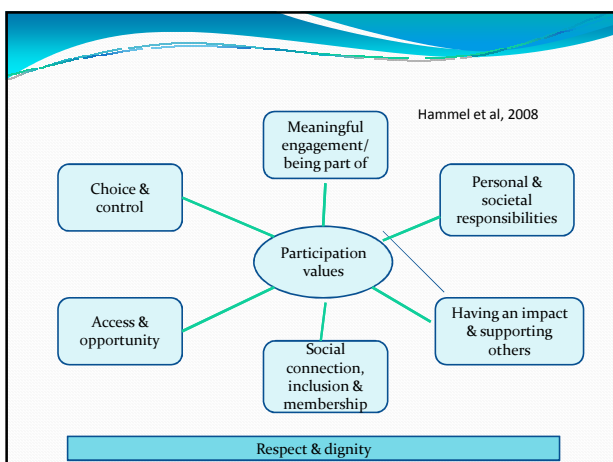 Hammel et al, 2008
Meaningful
engagement/
being part of
Choice &
control
Personal &
societal
responsibilities
Participation
values
Access &
opportunity
Having an impact
& supporting
others
Social
connection,
inclusion &
membership
Respect & dignity